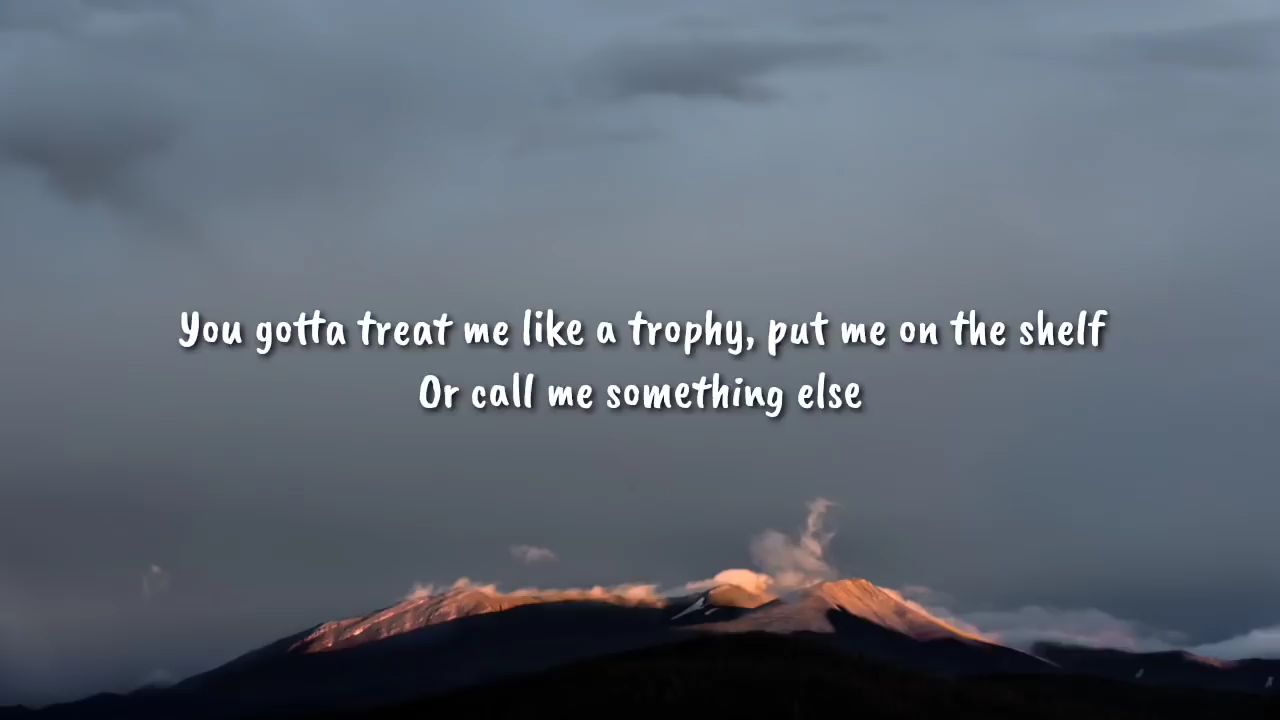 You gotta treat me like a trophy, put me on the shelf
Or call me something else